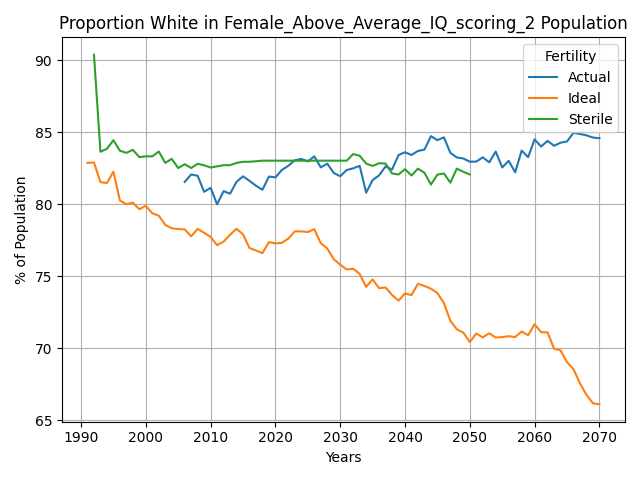 Proportion White in Female_Above_Average_IQ_scoring_2 Population
Fertility
Actual
Ideal
Sterile
% of Population
90
85
80
75
70
65
1990 2000 2010 2020 2030 2040 2050 2060 2070
Years